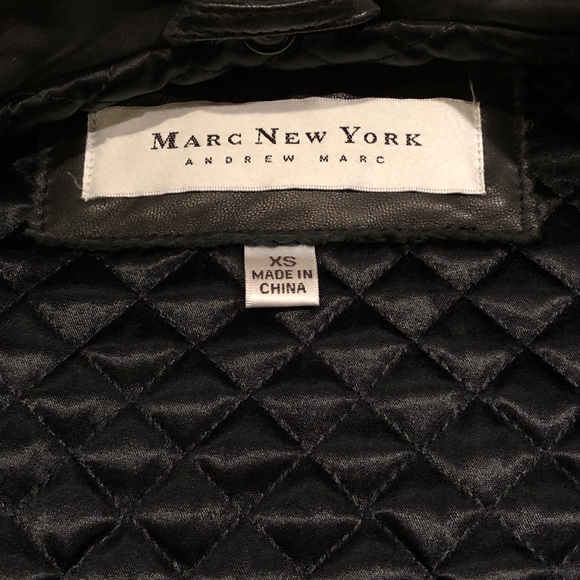 MARC NEW YORK
ANDREW MARC
XS
MADE IN
CHINA